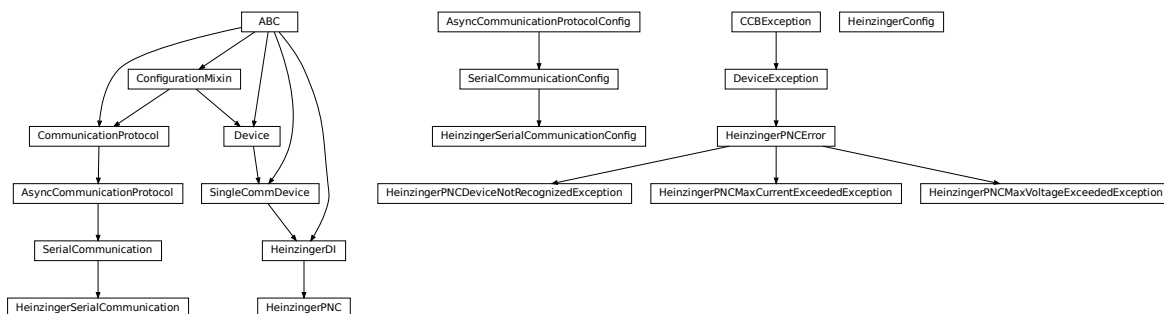 ABC
AsyncCommunicationProtocolConfig
CCBException
HeinzingerConfig
ConfigurationMixin
SerialCommunicationConfig
DeviceException
CommunicationProtocol
Device
HeinzingerSerialCommunicationConfig
HeinzingerPNCError
AsyncCommunicationProtocol
SingleCommDevice
HeinzingerPNCDeviceNotRecognizedException
HeinzingerPNCMaxCurrentExceededException
HeinzingerPNCMaxVoltageExceededException
SerialCommunication
HeinzingerDI
HeinzingerSerialCommunication
HeinzingerPNC